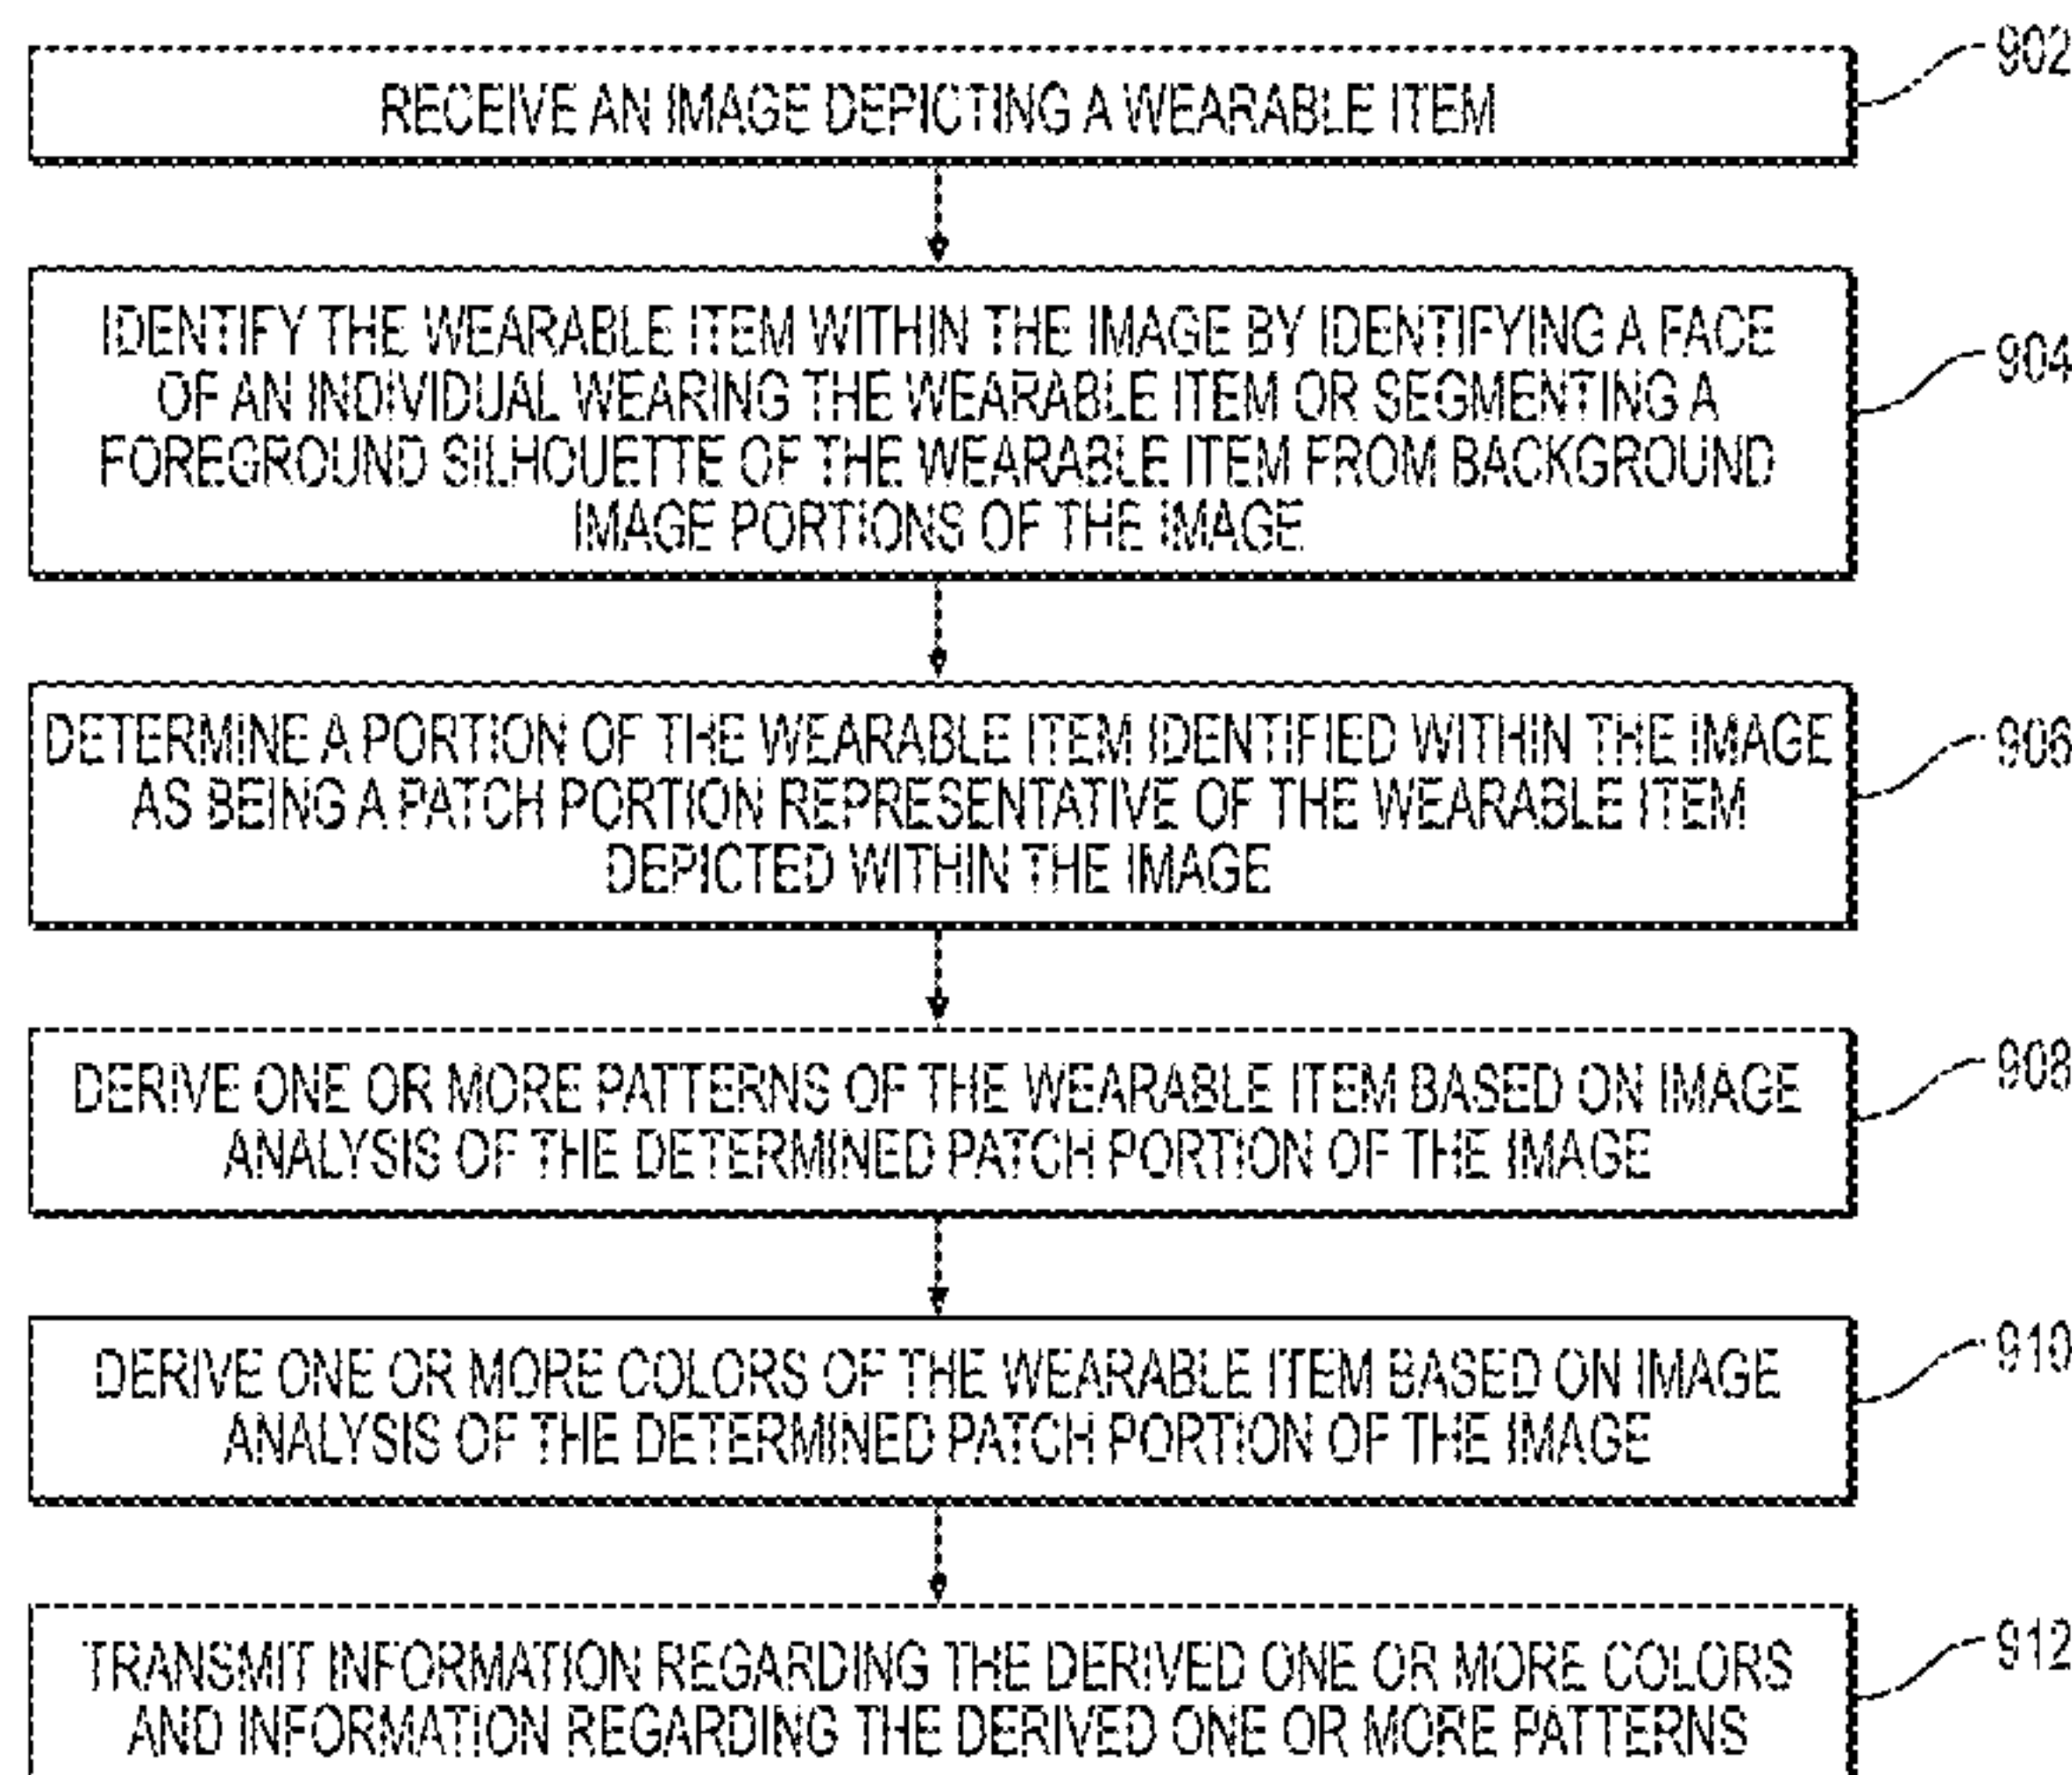 902
RECEIVE AN IMAGE DEPICTING A WEARABLE ITEM
904
IDENTIFY THE WEARABLE ITEM WITHIN THE IMAGE BY IDENTIFYING A FACE
OF AN INDIVIDUAL WEARING THE WEARABLE ITEM OR SEGMENTING A
FOREGROUND SILHOUETTE OF THE WEARABLE ITEM FROM BACKGROUND
IMAGE PORTIONS OF THE IMAGE
906
DETERMINE A PORTION OF THE WEARABLE ITEM IDENTIFIED WITHIN THE IMAGE
AS BEING A PATCH PORTION REPRESENTATIVE OF THE WEARABLE ITEM
DEPICTED WITHIN THE IMAGE
908
DERIVE ONE OR MORE PATTERNS OF THE WEARABLE ITEM BASED ON IMAGE
ANALYSIS OF THE DETERMINED PATCH PORTION OF THE IMAGE
910
DERIVE ONE OR MORE COLORS OF THE WEARABLE ITEM BASED ON IMAGE
ANALYSIS OF THE DETERMINED PATCH PORTION OF THE IMAGE
912
TRANSMIT INFORMATION REGARDING THE DERIVED ONE OR MORE COLORS
AND INFORMATION REGARDING THE DERIVED ONE OR MORE PATTERNS